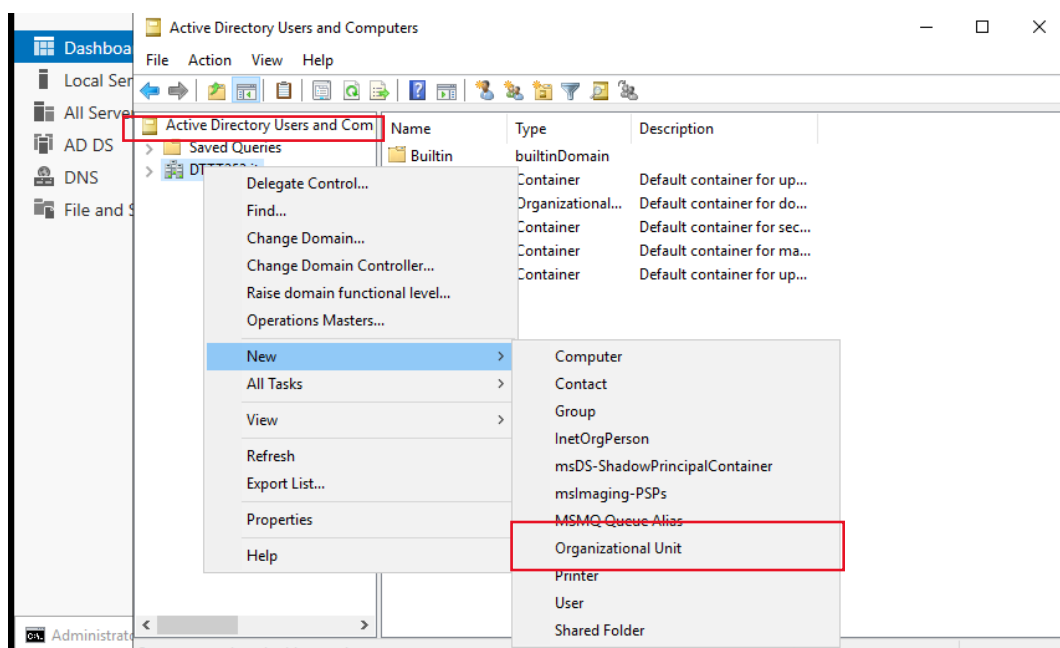 Active Directory Users and Computers
File Action View Help
Dashboa
Local Ser
All Server
AD DS
DNS
File and S
Active Directory Users and Com
Saved Queries
Name Type Description
Builtin builtinDomain
Container Default container for up...
Organizational... Default container for do...
Container Default container for sec...
Container Default container for ma...
Container Default container for up...
Delegate Control...
Find...
Change Domain...
Change Domain Controller...
Raise domain functional level...
Operations Masters...
New
All Tasks
View
Refresh
Export List...
Properties
Help
Computer
Contact
Group
InetOrgPerson
msDS-ShadowPrincipalContainer
msImaging-PSPs
MSMQ Queue Alias
Organizational Unit
Printer
User
Shared Folder
Administrato